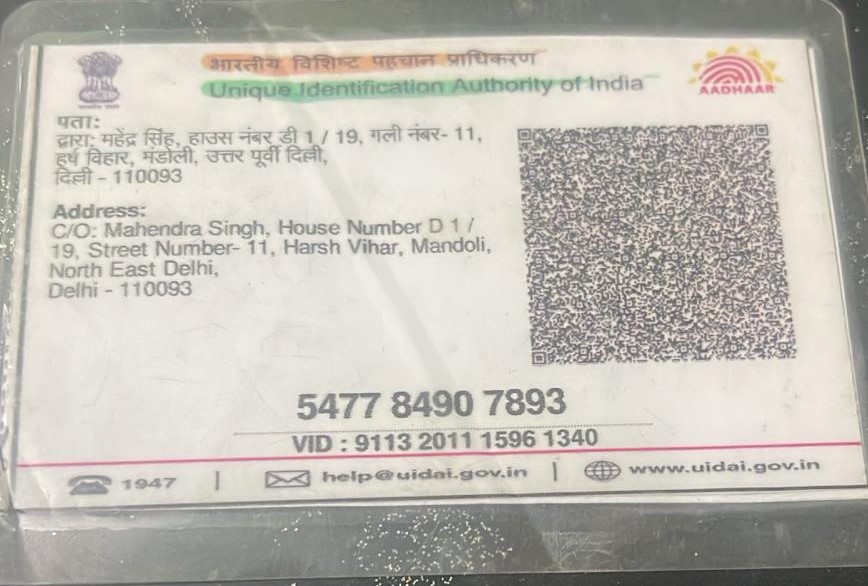 भारतीय विशिष्ट पहचान प्राधिकरण
Unique Identification Authority of India
AADHAAR
पता:
द्वारा: महेंद्र सिंह, हाउस नंबर डी 1 / 19, गली नंबर- 11,
हर्ष विहार, मंडोली, उत्तर पूर्वी दिल्ली,
दिल्ली - 110093
Address:
C/O: Mahendra Singh, House Number D 1 /
19, Street Number- 11, Harsh Vihar, Mandoli,
North East Delhi,
Delhi - 110093
5477 8490 7893
VID : 9113 2011 1596 1340
1947 | help@uidai.gov.in | www.uidai.gov.in